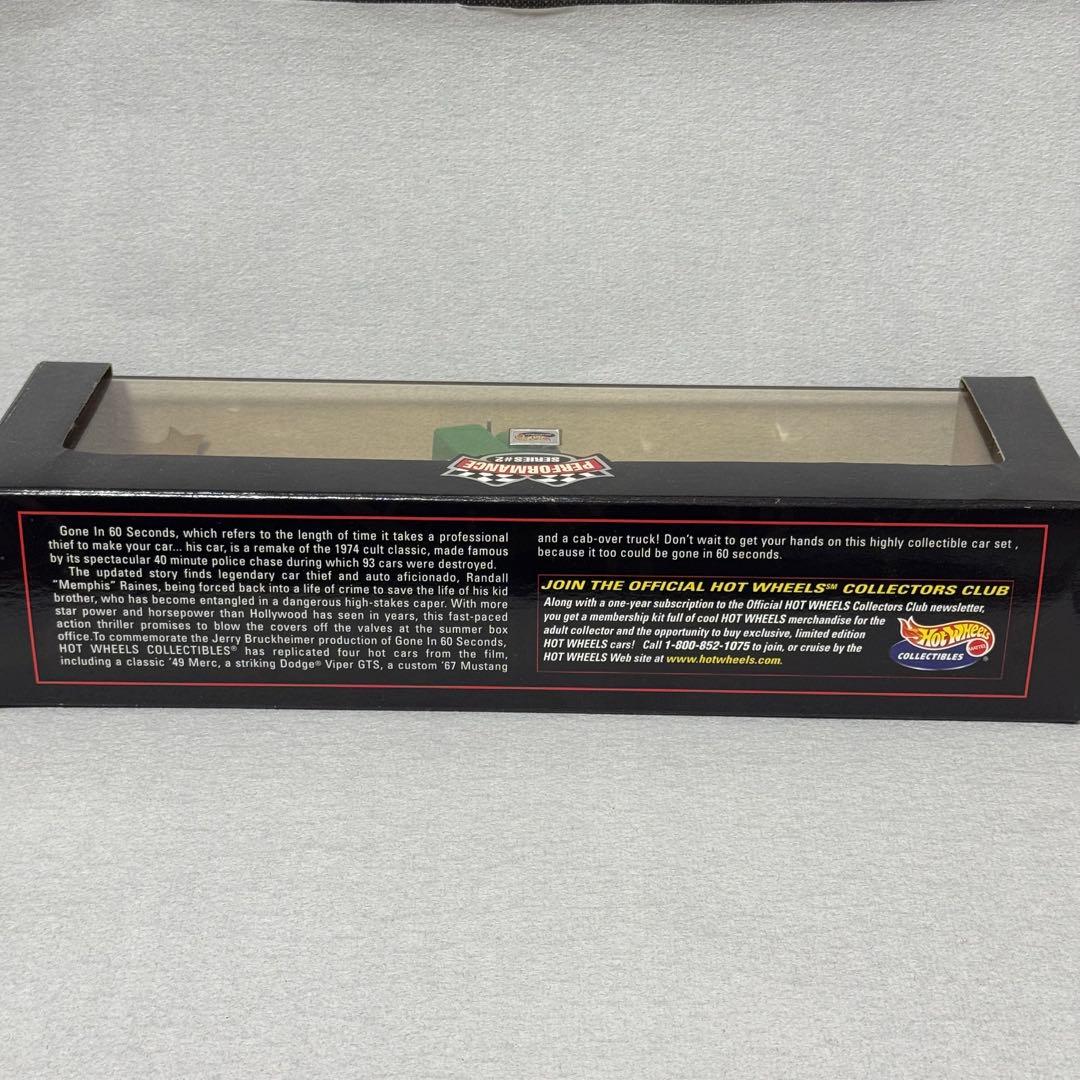 PERFORMANCE
SERIES #2
Gone In 60 Seconds, which refers to the length of time it takes a professional
thief to make your car... his car, is a remake of the 1974 cult classic, made famous
by its spectacular 40 minute police chase during which 93 cars were destroyed.
The updated story finds legendary car thief and auto aficionado, Randall
"Memphis" Raines, being forced back into a life of crime to save the life of his kid
brother, who has become entangled in a dangerous high-stakes caper. With more
star power and horsepower than Hollywood has seen in years, this fast-paced
action thriller promises to blow the covers off the valves at the summer box
office.To commemorate the Jerry Bruckheimer production of Gone In 60 Seconds,
HOT WHEELS COLLECTIBLES® has replicated four hot cars from the film,
including a classic '49 Merc, a striking Dodge® Viper GTS, a custom '67 Mustang
and a cab-over truck! Don't wait to get your hands on this highly collectible car set ,
because it too could be gone in 60 seconds.
JOIN THE OFFICIAL HOT WHEELS℠ COLLECTORS CLUB
Along with a one-year subscription to the Official HOT WHEELS Collectors Club newsletter,
you get a membership kit full of cool HOT WHEELS merchandise for the
adult collector and the opportunity to buy exclusive, limited edition
HOT WHEELS cars! Call 1-800-852-1075 to join, or cruise by the
HOT WHEELS Web site at www.hotwheels.com.
Hot Wheels
MATTEL
COLLECTIBLES®